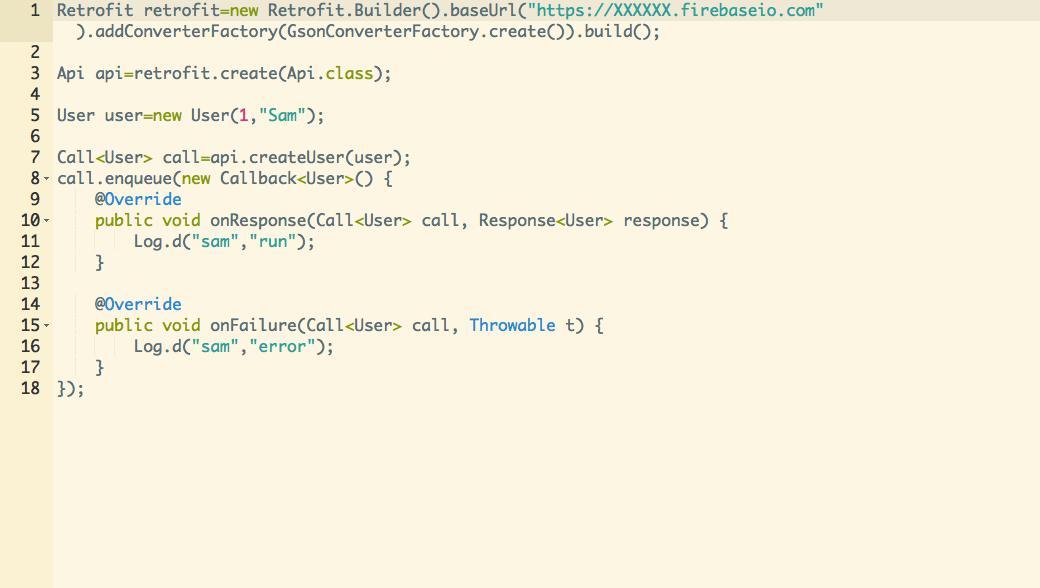 1 Retrofit retrofit=new Retrofit.Builder().baseUrl("https://XXXXXX.firebaseio.com"
).addConverterFactory(GsonConverterFactory.create()).build();
2
3 Api api=retrofit.create(Api.class);
4
5 User user=new User(1,"Sam");
6
7 Call<User> call=api.createUser(user);
8 call.enqueue(new Callback<User>() {
9     @Override
10     public void onResponse(Call<User> call, Response<User> response) {
11         Log.d("sam","run");
12     }
13
14     @Override
15     public void onFailure(Call<User> call, Throwable t) {
16         Log.d("sam","error");
17     }
18 });